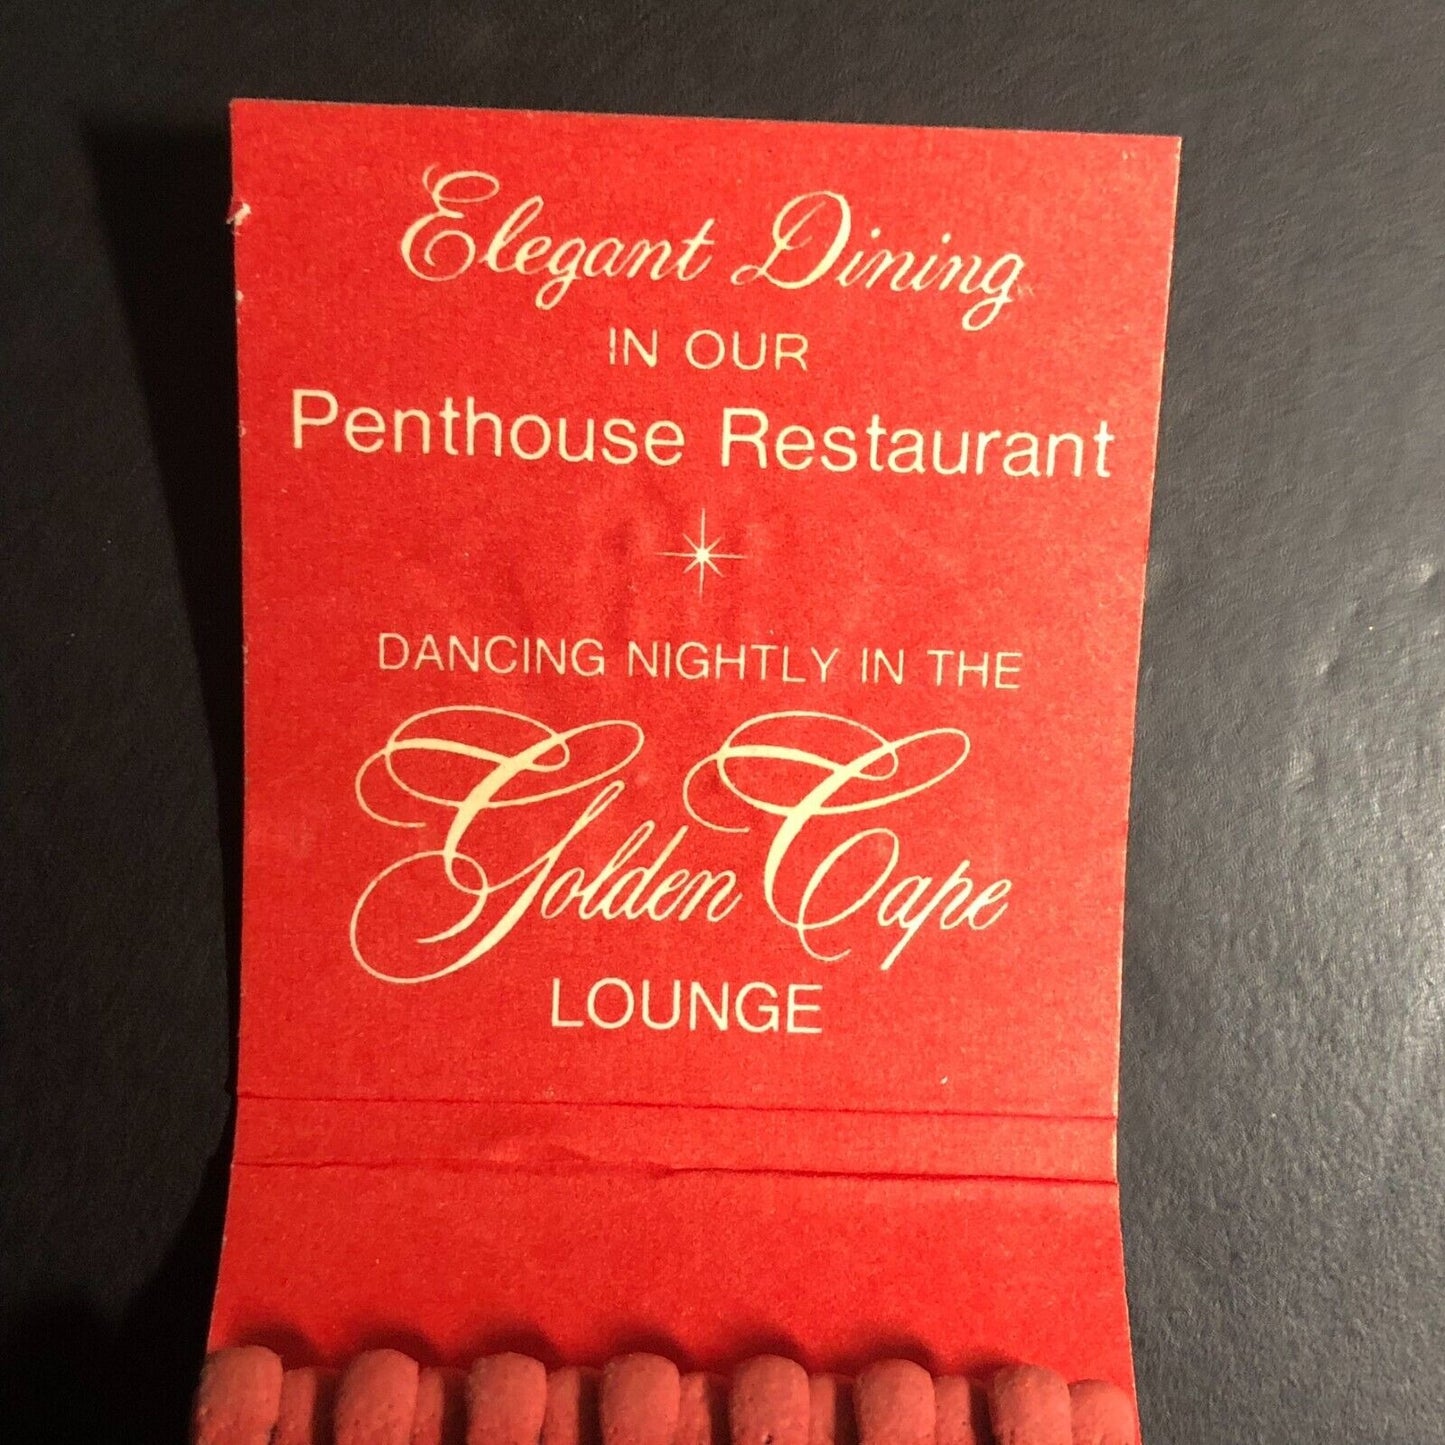 Elegant Dining
IN OUR
Penthouse Restaurant
DANCING NIGHTLY IN THE
Golden Cape
LOUNGE